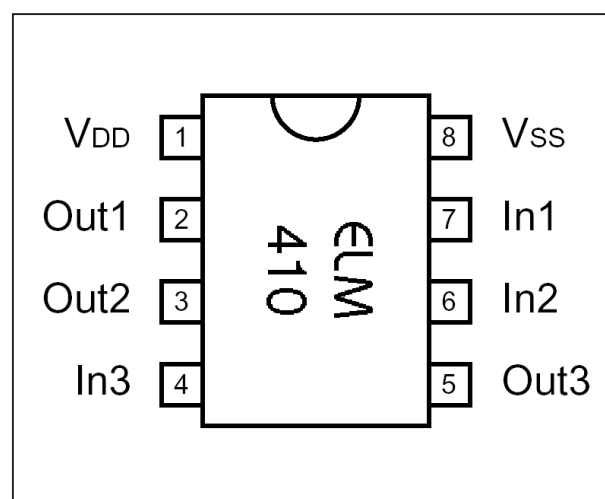 VDD 1 8 VSS
Out1 2 7 In1
Out2 3 6 In2
In3 4 5 Out3
ELM
410